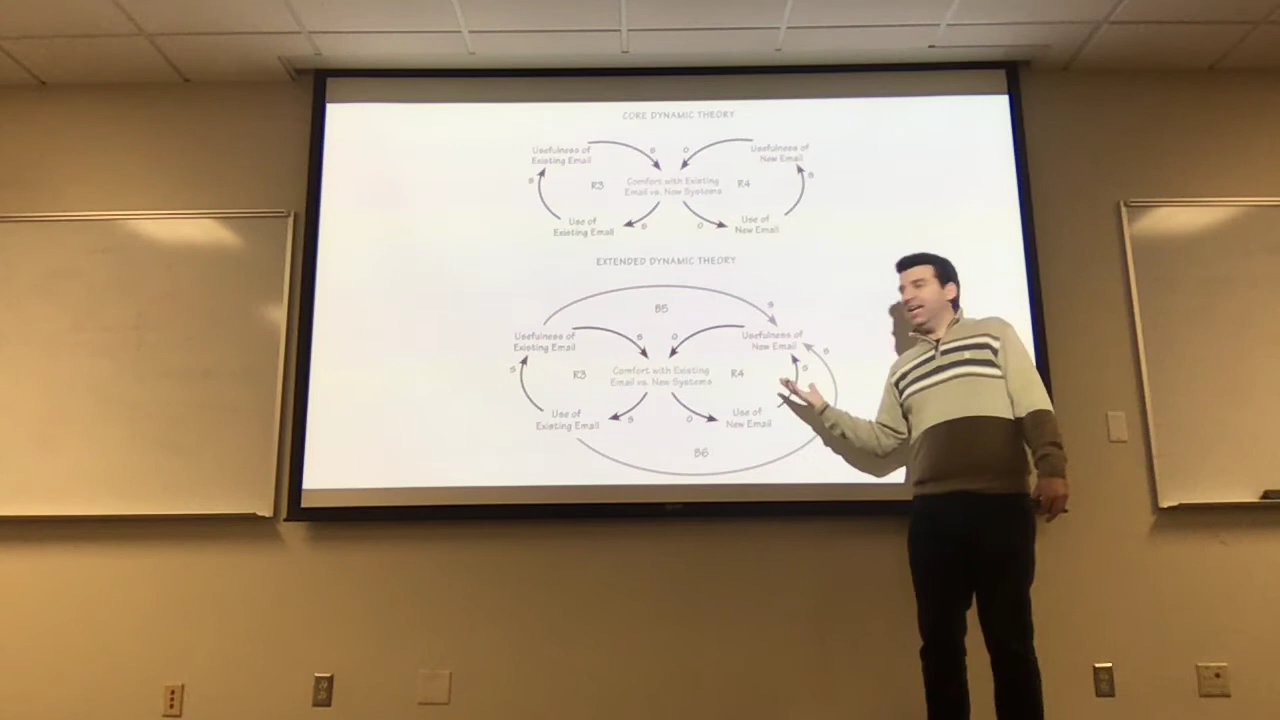 CORE DYNAMIC THEORY
Usefulness of
Existing Email
S
O
Usefulness of
New Email
S
R3
Comfort with Existing
Email vs. New Systems
R4
S
Use of
Existing Email
S
O
Use of
New Email
EXTENDED DYNAMIC THEORY
B5
S
Usefulness of
Existing Email
S
O
Usefulness of
New Email
S
S
R3
Comfort with Existing
Email vs. New Systems
R4
S
Use of
Existing Email
S
O
Use of
New Email
B6